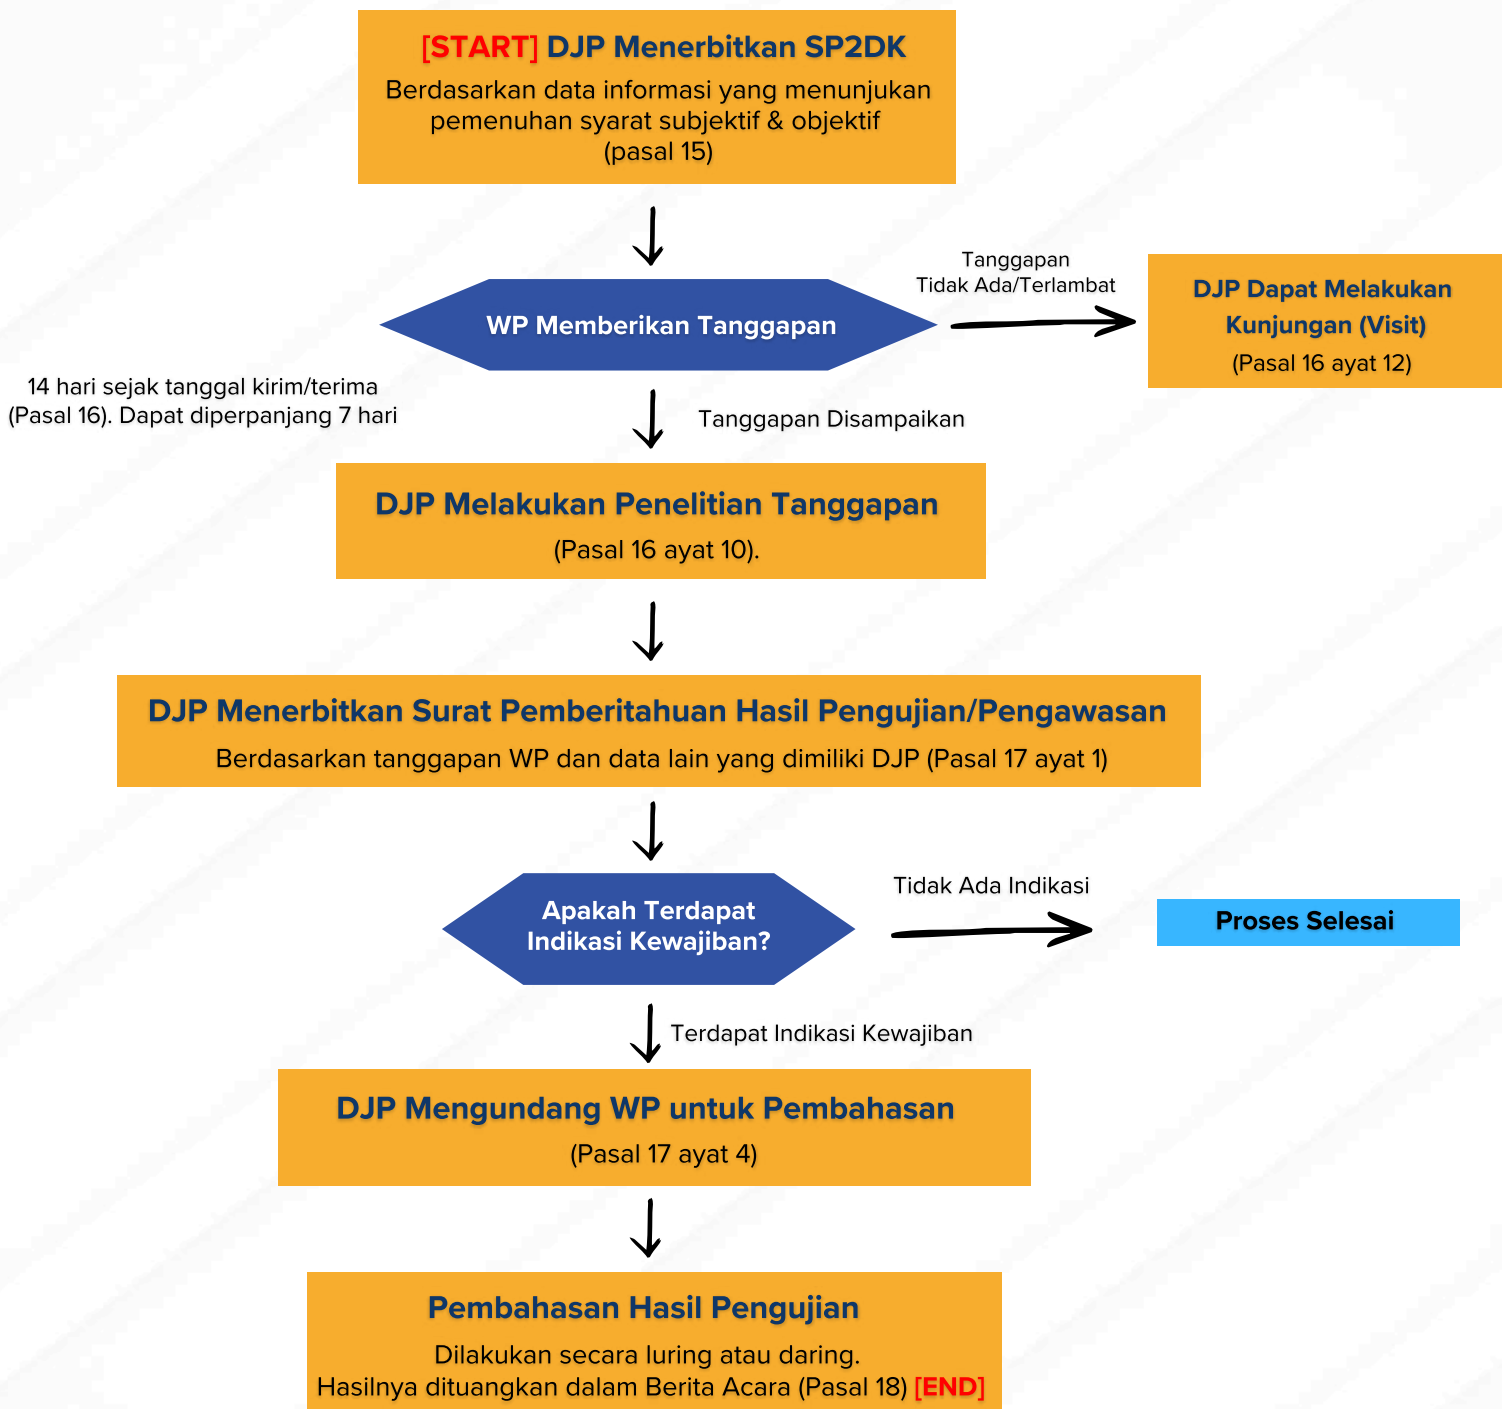 [START] DJP Menerbitkan SP2DK
Berdasarkan data informasi yang menunjukan
pemenuhan syarat subjektif & objektif
(pasal 15)
WP Memberikan Tanggapan
Tanggapan
Tidak Ada/Terlambat
DJP Dapat Melakukan
Kunjungan (Visit)
(Pasal 16 ayat 12)
14 hari sejak tanggal kirim/terima
(Pasal 16). Dapat diperpanjang 7 hari
Tanggapan Disampaikan
DJP Melakukan Penelitian Tanggapan
(Pasal 16 ayat 10).
DJP Menerbitkan Surat Pemberitahuan Hasil Pengujian/Pengawasan
Berdasarkan tanggapan WP dan data lain yang dimiliki DJP (Pasal 17 ayat 1)
Apakah Terdapat
Indikasi Kewajiban?
Tidak Ada Indikasi
Proses Selesai
Terdapat Indikasi Kewajiban
DJP Mengundang WP untuk Pembahasan
(Pasal 17 ayat 4)
Pembahasan Hasil Pengujian
Dilakukan secara luring atau daring.
Hasilnya dituangkan dalam Berita Acara (Pasal 18) [END]